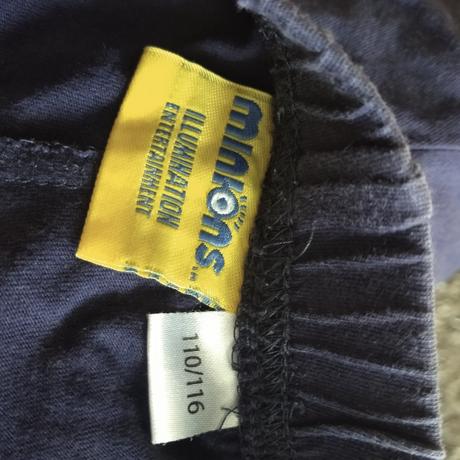 minions
ILLUMINATION
ENTERTAINMENT
110/116